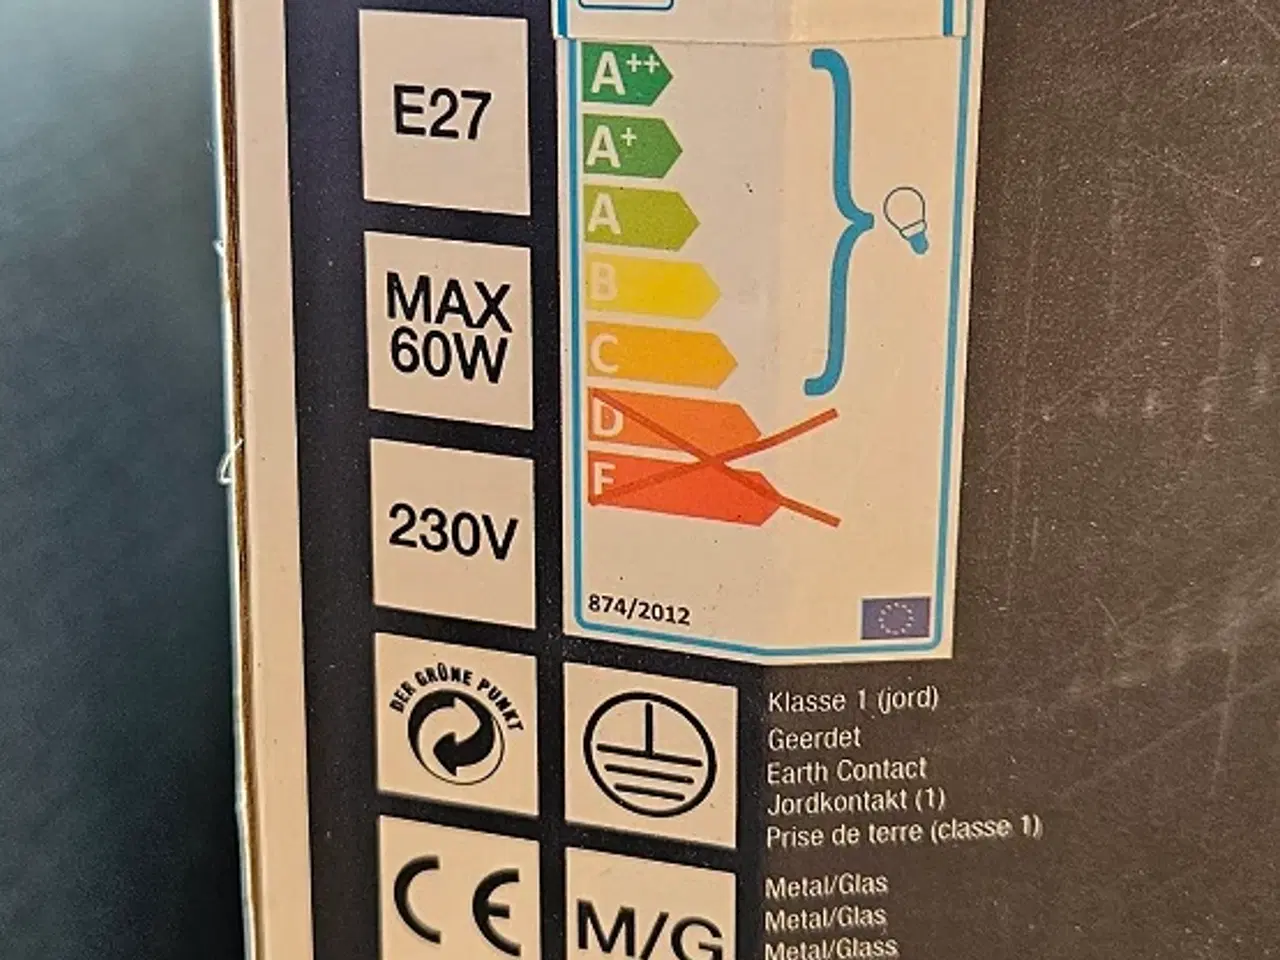 E27
MAX
60W
230V
DER GRÜNE PUNKT
CE
M/G
A++
A+
A
B
C
D
E
874/2012
Klasse 1 (jord)
Geerdet
Earth Contact
Jordkontakt (1)
Prise de terre (classe 1)
Metal/Glas
Metal/Glas
Metal/Glass